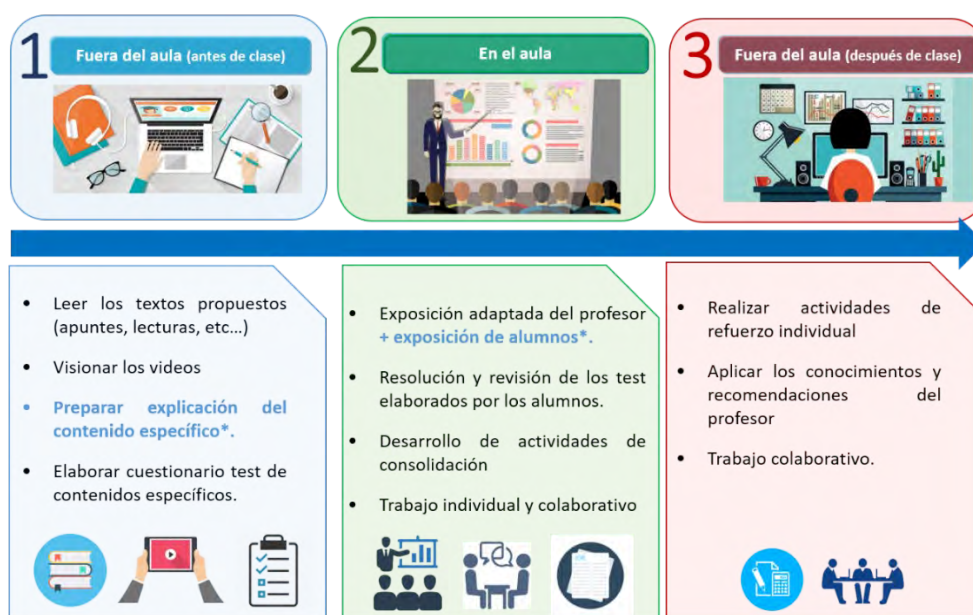 1
Fuera del aula (antes de clase)
2
En el aula
3
Fuera del aula (después de clase)
• Leer los textos propuestos
(apuntes, lecturas, etc...)
• Visionar los videos
• Preparar explicación del
contenido específico*.
• Elaborar cuestionario test de
contenidos específicos.
• Exposición adaptada del profesor
+ exposición de alumnos*.
• Resolución y revisión de los test
elaborados por los alumnos.
• Desarrollo de actividades de
consolidación
• Trabajo individual y colaborativo
• Realizar actividades de
refuerzo individual
• Aplicar los conocimientos y
recomendaciones del
profesor
• Trabajo colaborativo.